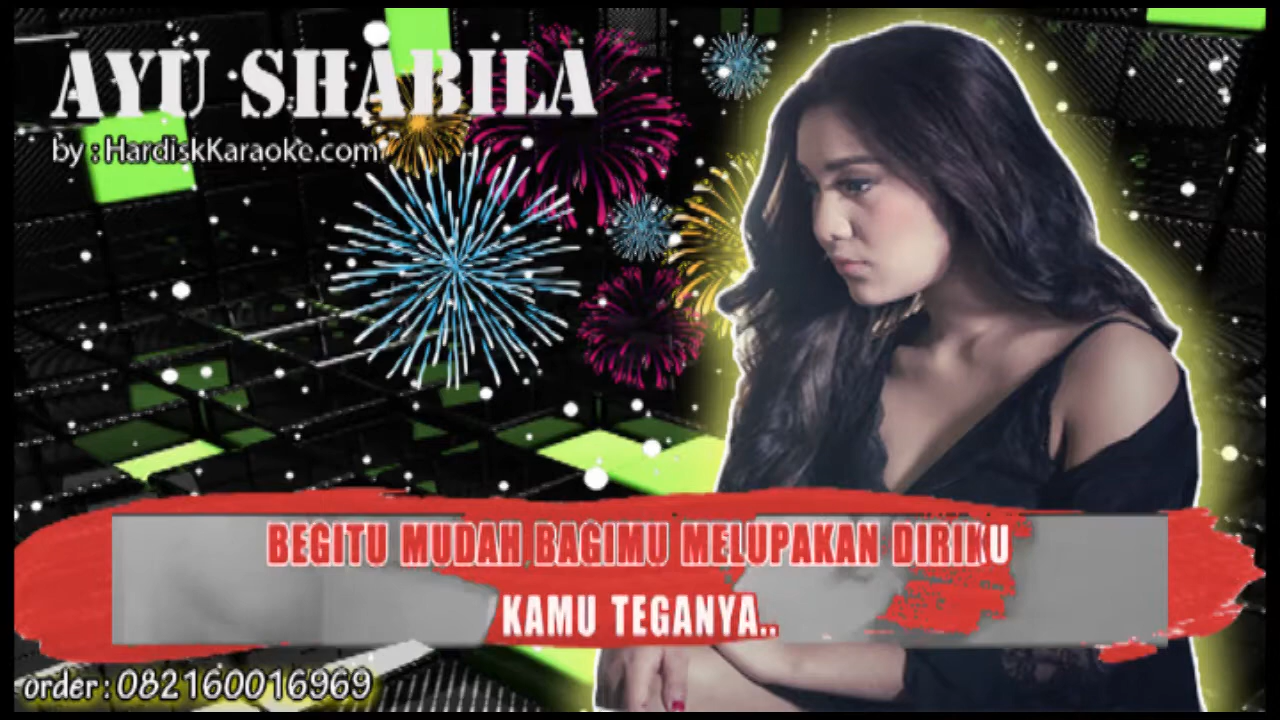 AYU SHABILA
by : HardiskKaraoke.com
BEGITU MUDAH BAGIMU MELUPAKAN DIRIKU
KAMU TEGANYA..
order : 082160016969